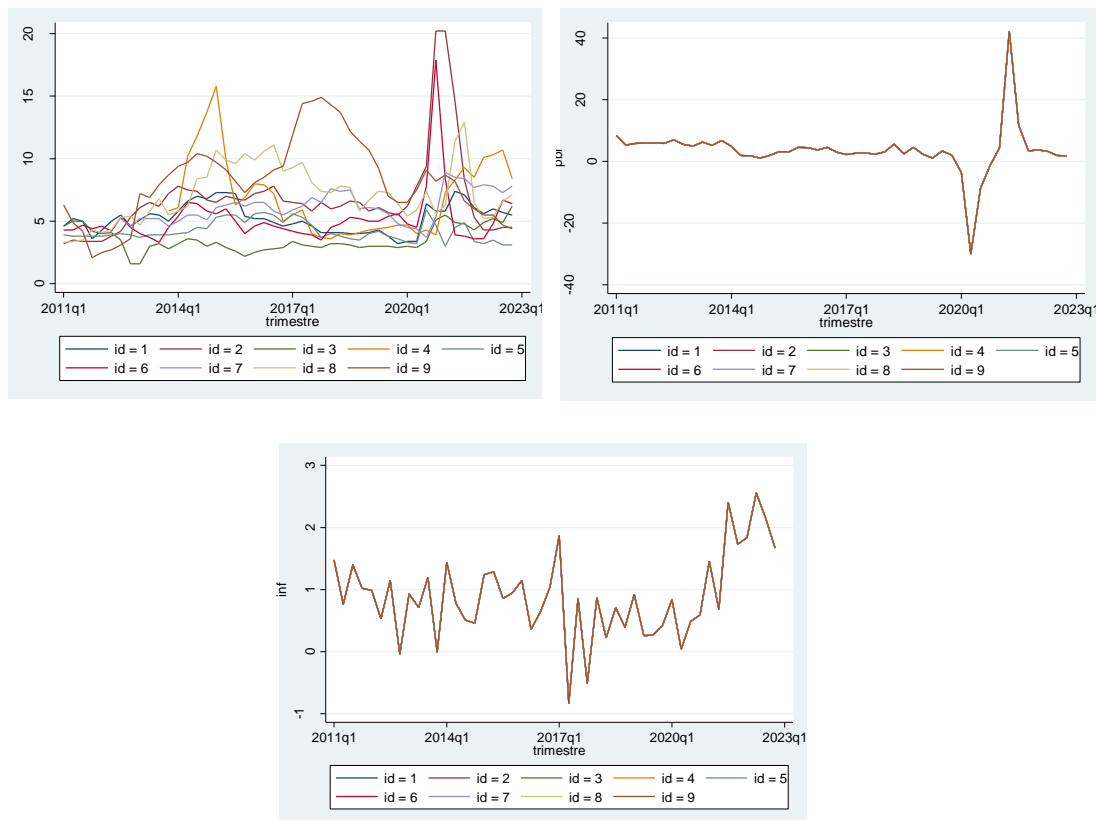 20
15
10
5
0
2011q1 2014q1 2017q1 2020q1 2023q1
trimestre
id = 1 id = 2 id = 3 id = 4 id = 5
id = 6 id = 7 id = 8 id = 9
40
20
0
-20
-40
2011q1 2014q1 2017q1 2020q1 2023q1
trimestre
id = 1 id = 2 id = 3 id = 4 id = 5
id = 6 id = 7 id = 8 id = 9
inf
3
2
1
0
-1
2011q1 2014q1 2017q1 2020q1 2023q1
trimestre
id = 1 id = 2 id = 3 id = 4 id = 5
id = 6 id = 7 id = 8 id = 9